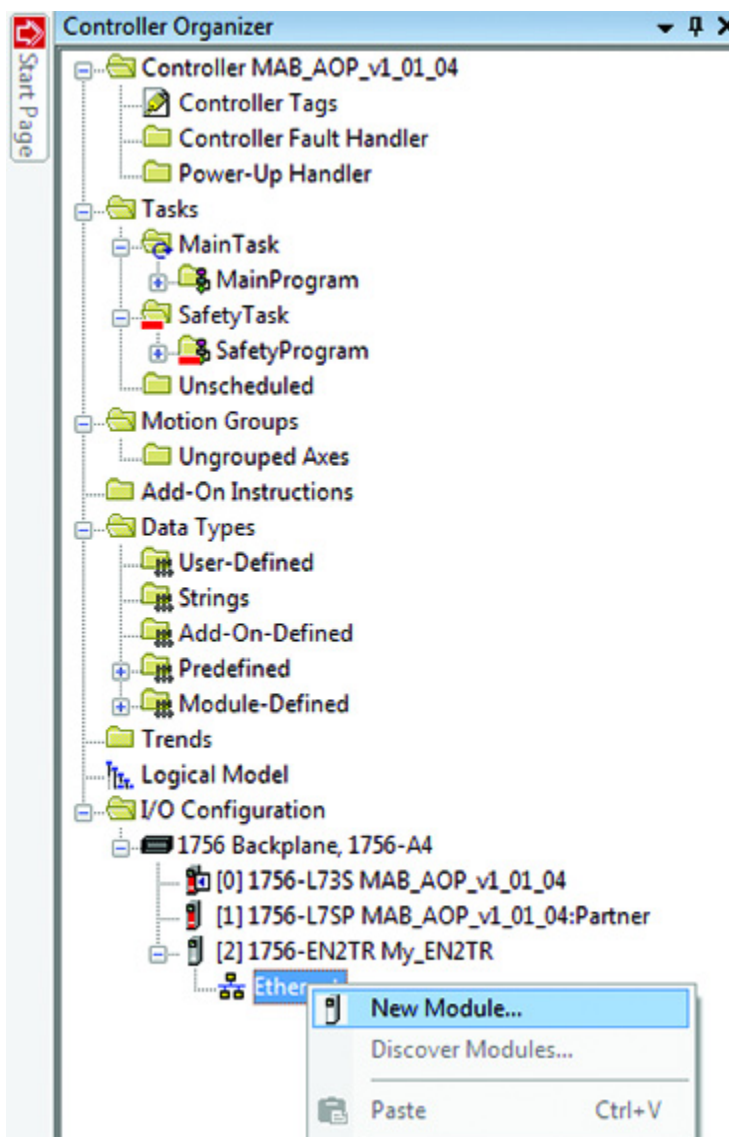 Controller Organizer
Start Page
Controller MAB_AOP_v1_01_04
Controller Tags
Controller Fault Handler
Power-Up Handler
Tasks
MainTask
MainProgram
SafetyTask
SafetyProgram
Unscheduled
Motion Groups
Ungrouped Axes
Add-On Instructions
Data Types
User-Defined
Strings
Add-On-Defined
Predefined
Module-Defined
Trends
Logical Model
I/O Configuration
1756 Backplane, 1756-A4
[0] 1756-L73S MAB_AOP_v1_01_04
[1] 1756-L7SP MAB_AOP_v1_01_04:Partner
[2] 1756-EN2TR My_EN2TR
New Module...
Discover Modules...
Paste Ctrl+V